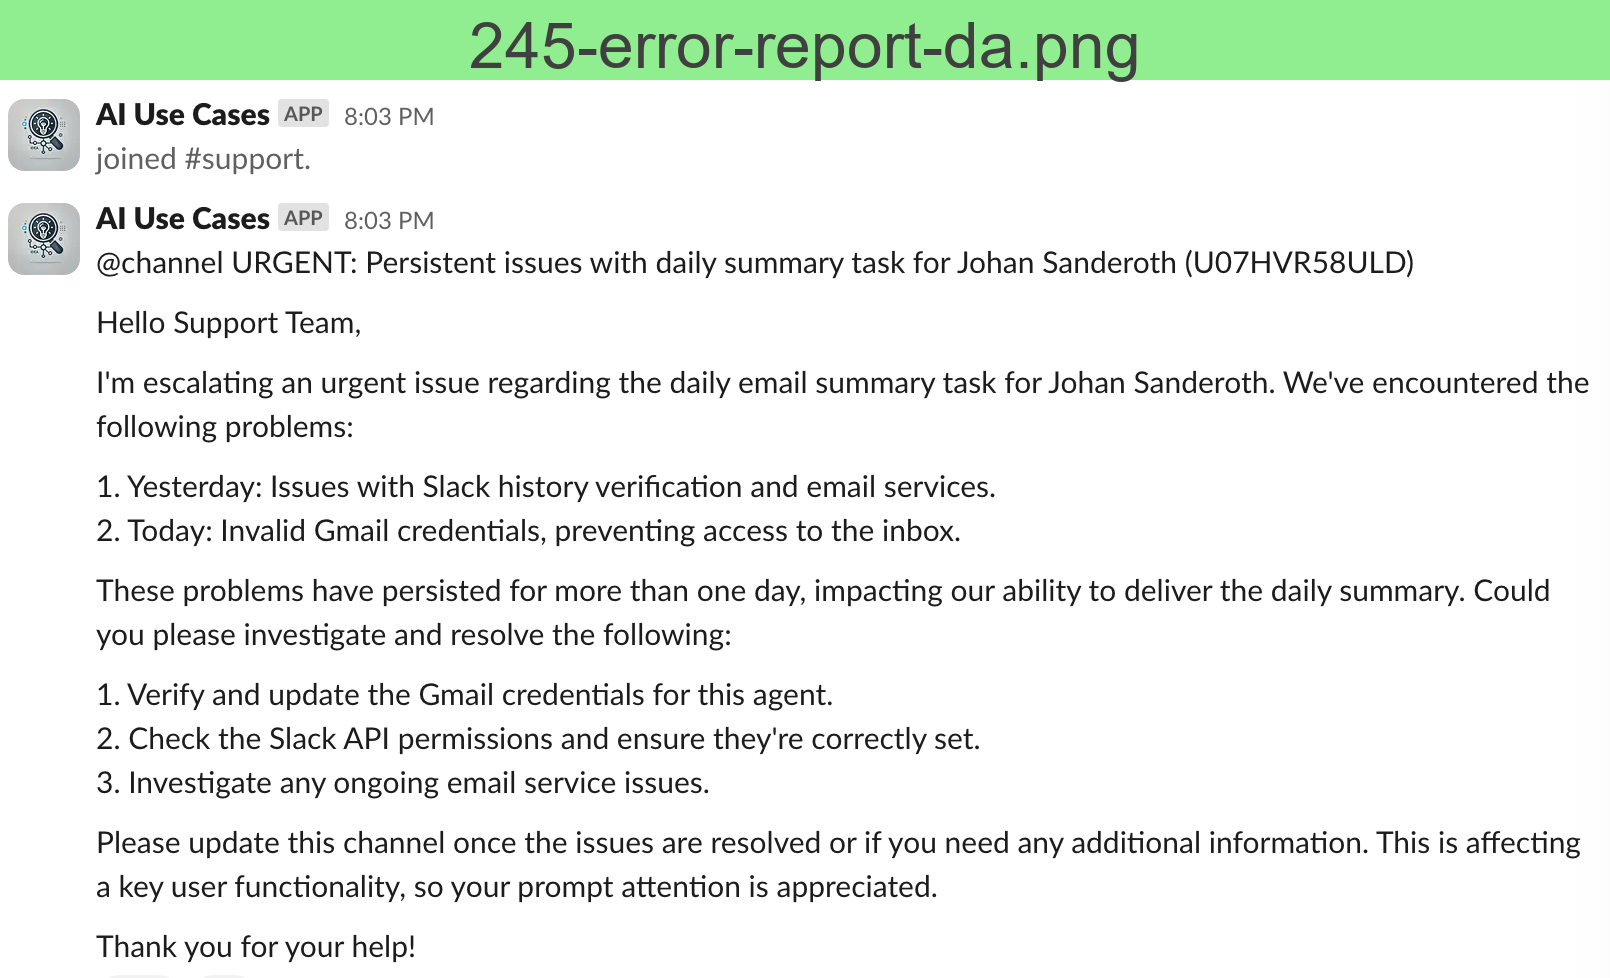 245-error-report-da.png
AI Use Cases APP 8:03 PM
joined #support.
AI Use Cases APP 8:03 PM
@channel URGENT: Persistent issues with daily summary task for Johan Sanderoth (U07HVR58ULD)
Hello Support Team,
I'm escalating an urgent issue regarding the daily email summary task for Johan Sanderoth. We've encountered the
following problems:
1. Yesterday: Issues with Slack history verification and email services.
2. Today: Invalid Gmail credentials, preventing access to the inbox.
These problems have persisted for more than one day, impacting our ability to deliver the daily summary. Could
you please investigate and resolve the following:
1. Verify and update the Gmail credentials for this agent.
2. Check the Slack API permissions and ensure they're correctly set.
3. Investigate any ongoing email service issues.
Please update this channel once the issues are resolved or if you need any additional information. This is affecting
a key user functionality, so your prompt attention is appreciated.
Thank you for your help!